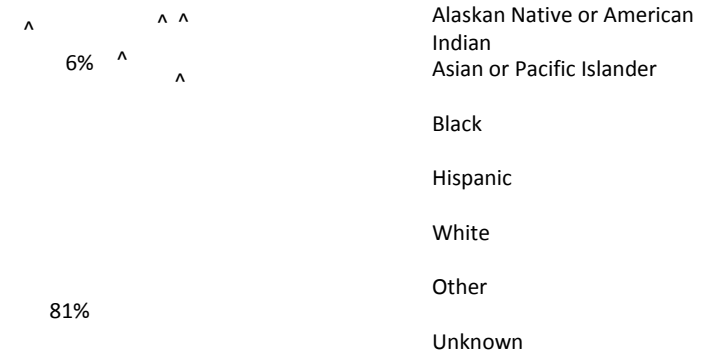 ^
^ ^
6% ^
^
81%
Alaskan Native or American
Indian
Asian or Pacific Islander
Black
Hispanic
White
Other
Unknown